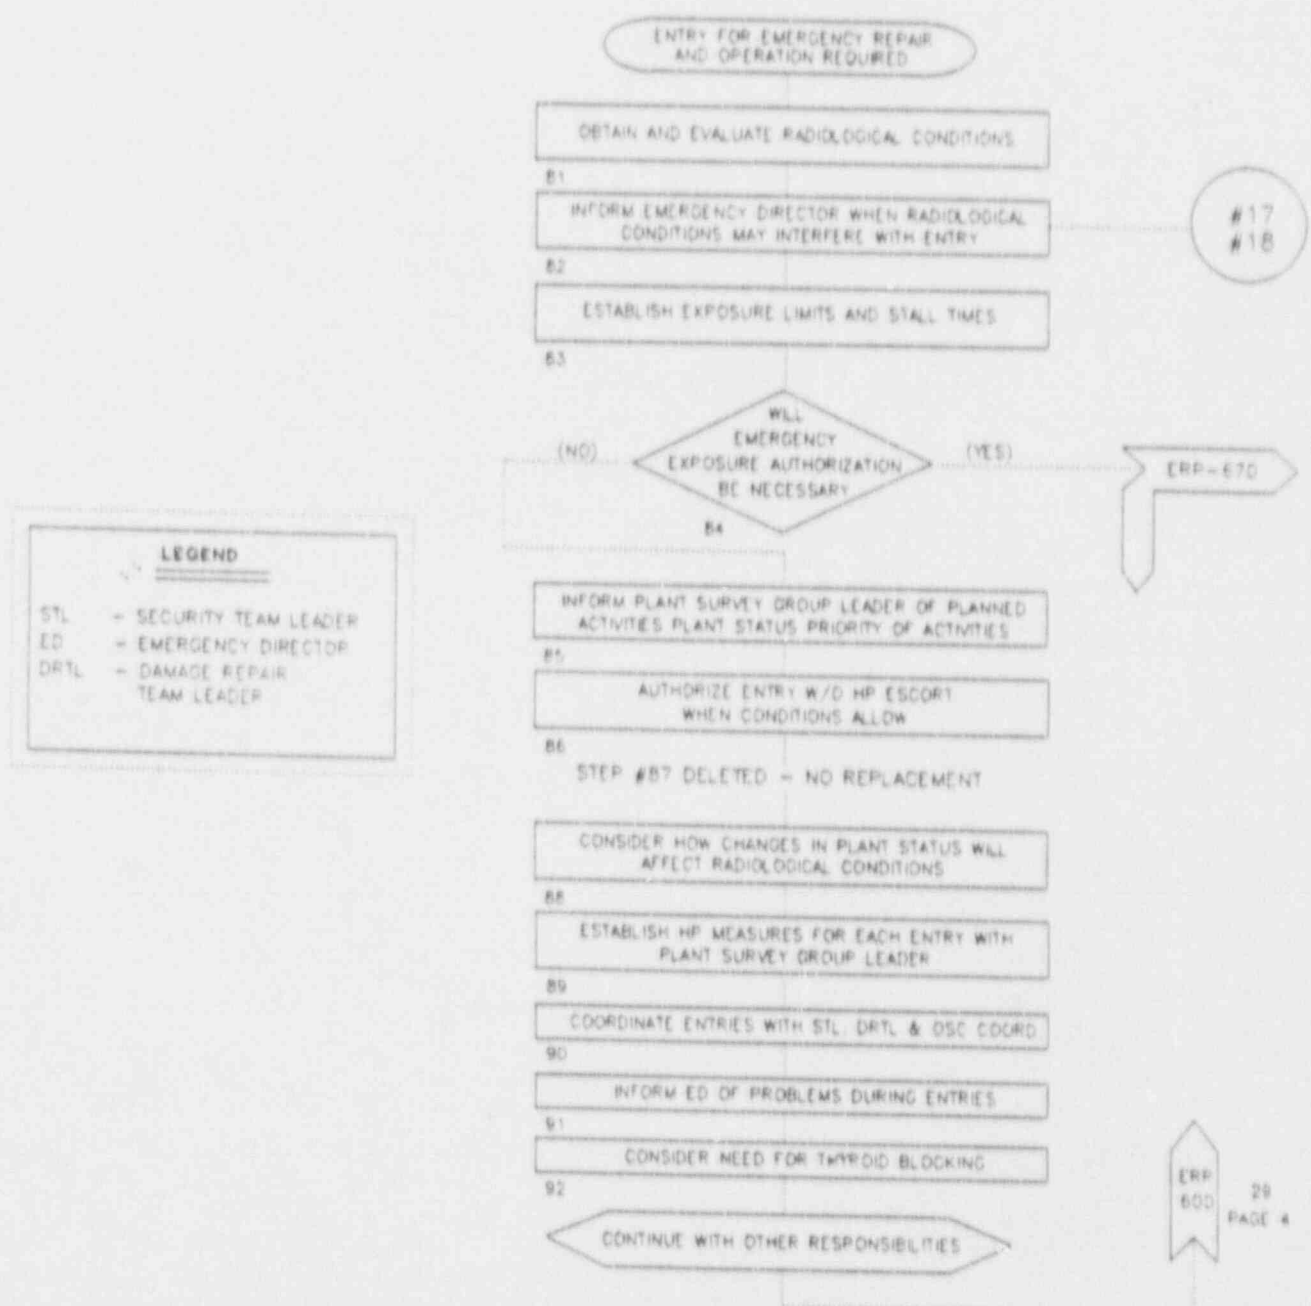 ENTRY FOR EMERGENCY REPAIR
AND OPERATION REQUIRED
OBTAIN AND EVALUATE RADIOLOGICAL CONDITIONS
81
INFORM EMERGENCY DIRECTOR WHEN RADIOLOGICAL
CONDITIONS MAY INTERFERE WITH ENTRY
#17
#18
82
ESTABLISH EXPOSURE LIMITS AND STALL TIMES
83
WILL
EMERGENCY
EXPOSURE AUTHORIZATION
BE NECESSARY
(NO)
(YES)
ERP-670
84
LEGEND
STL - SECURITY TEAM LEADER
ED - EMERGENCY DIRECTOR
DRTL - DAMAGE REPAIR
TEAM LEADER
INFORM PLANT SURVEY GROUP LEADER OF PLANNED
ACTIVITIES PLANT STATUS PRIORITY OF ACTIVITIES
85
AUTHORIZE ENTRY W/O HP ESCORT
WHEN CONDITIONS ALLOW
86
STEP #87 DELETED - NO REPLACEMENT
CONSIDER HOW CHANGES IN PLANT STATUS WILL
AFFECT RADIOLOGICAL CONDITIONS
88
ESTABLISH HP MEASURES FOR EACH ENTRY WITH
PLANT SURVEY GROUP LEADER
89
COORDINATE ENTRIES WITH STL, DRTL & OSC COORD
90
INFORM ED OF PROBLEMS DURING ENTRIES
91
CONSIDER NEED FOR THYROID BLOCKING
92
CONTINUE WITH OTHER RESPONSIBILITIES
ERP
600
29
PAGE 4